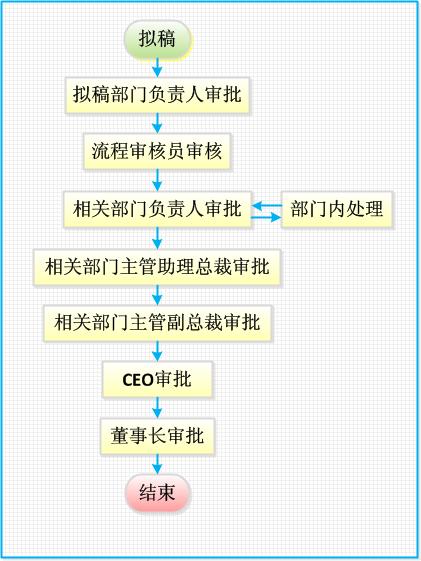 拟稿
拟稿部门负责人审批
流程审核员审核
相关部门负责人审批
部门内处理
相关部门主管助理总裁审批
相关部门主管副总裁审批
CEO审批
董事长审批
结束